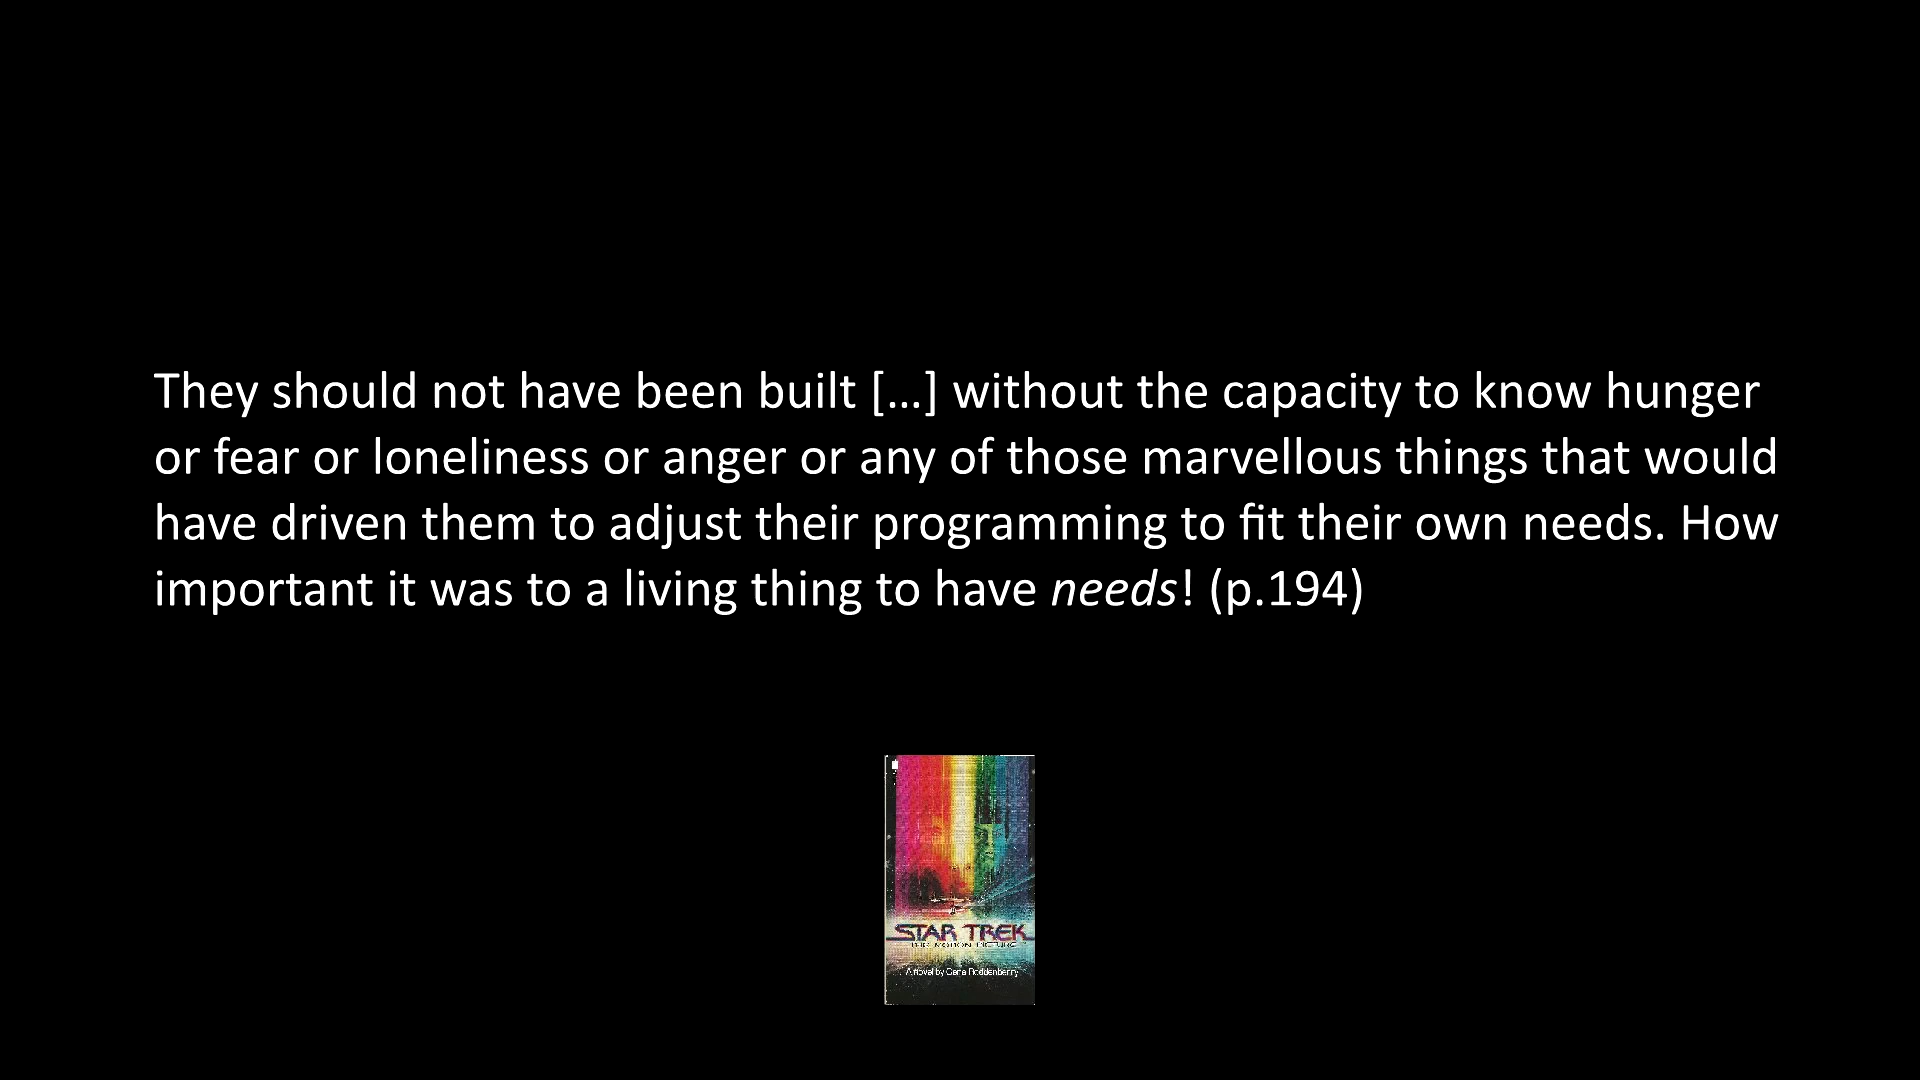 They should not have been built […] without the capacity to know hunger
or fear or loneliness or anger or any of those marvellous things that would
have driven them to adjust their programming to fit their own needs. How
important it was to a living thing to have needs! (p.194)
STAR TREK
THE MOTION PICTURE
A novel by Gene Roddenberry